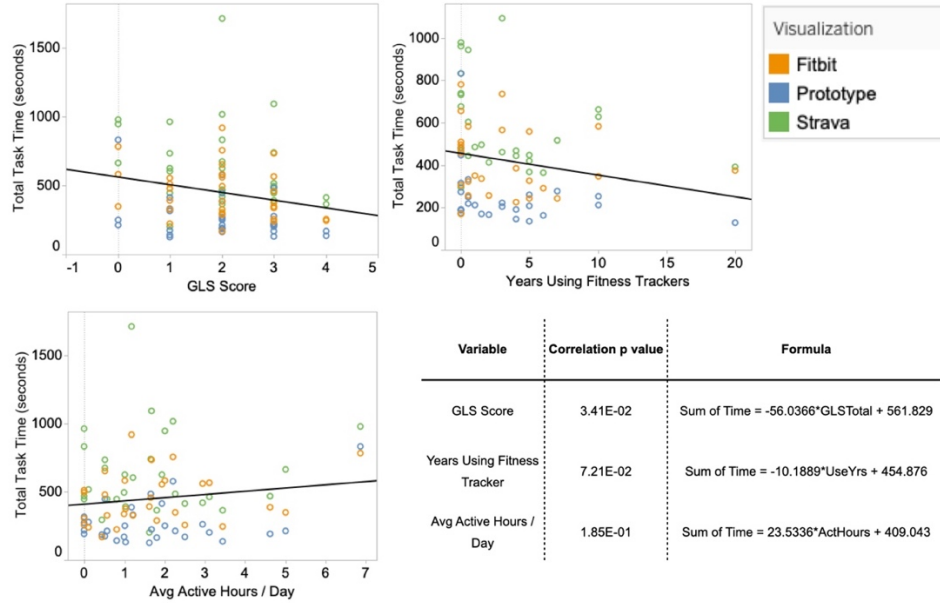 Total Task Time (seconds)
1500
1000
500
0
-1 0 1 2 3 4 5
GLS Score
Total Task Time (seconds)
1000
800
600
400
200
0
0 5 10 15 20
Years Using Fitness Trackers
Visualization
Fitbit
Prototype
Strava
Total Task Time (seconds)
1500
1000
500
0
0 1 2 3 4 5 6 7
Avg Active Hours / Day
Variable Correlation p value Formula
GLS Score 3.41E-02 Sum of Time = -56.0366*GLSTotal + 561.829
Years Using Fitness
Tracker 7.21E-02 Sum of Time = -10.1889*UseYrs + 454.876
Avg Active Hours /
Day 1.85E-01 Sum of Time = 23.5336*ActHours + 409.043